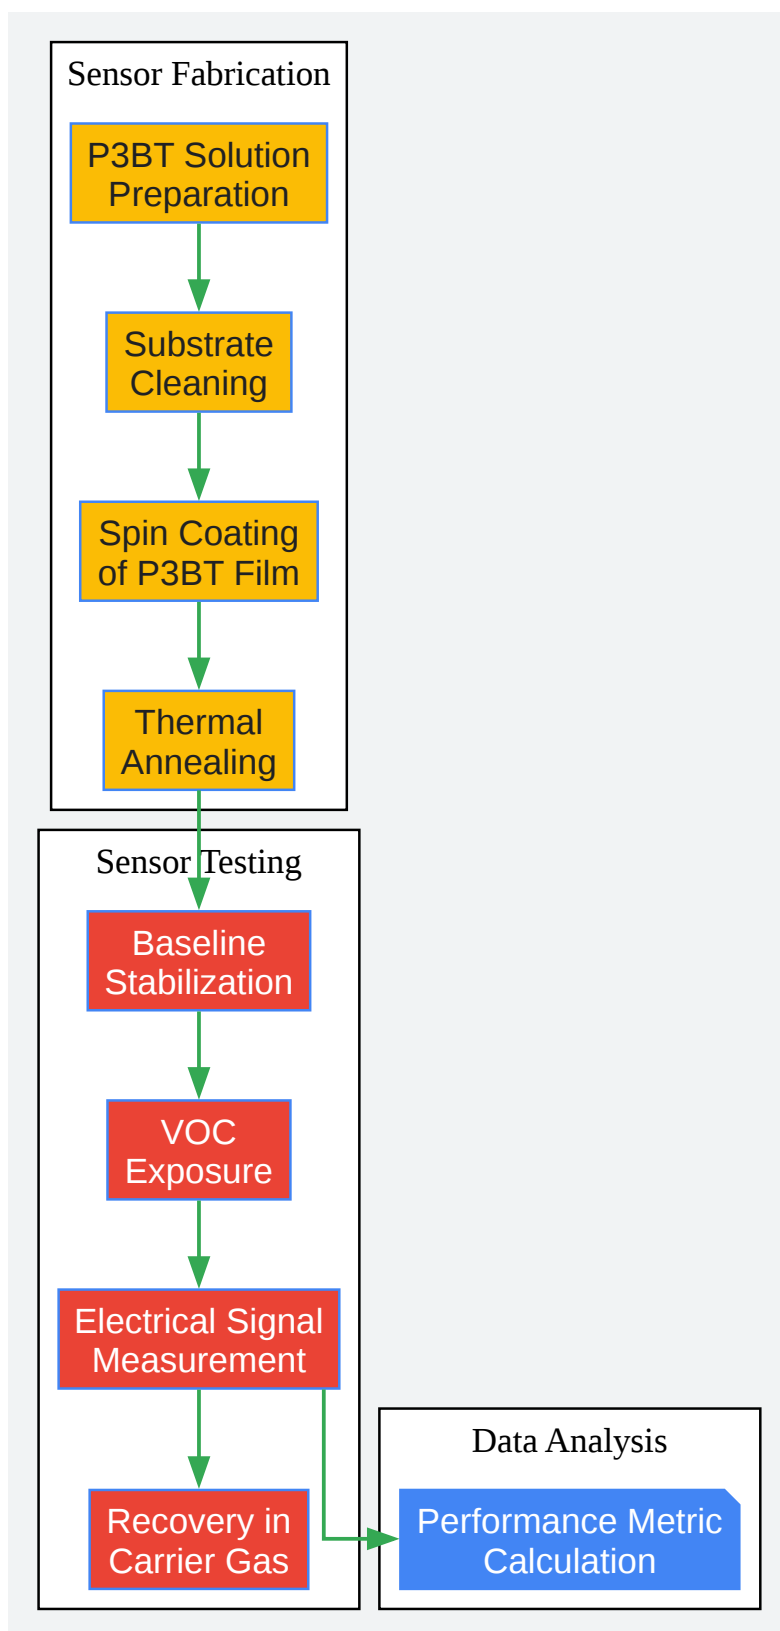 Sensor Fabrication
P3BT Solution
Preparation
Substrate
Cleaning
Spin Coating
of P3BT Film
Thermal
Annealing
Sensor Testing
Baseline
Stabilization
VOC
Exposure
Electrical Signal
Measurement
Recovery in
Carrier Gas
Data Analysis
Performance Metric
Calculation